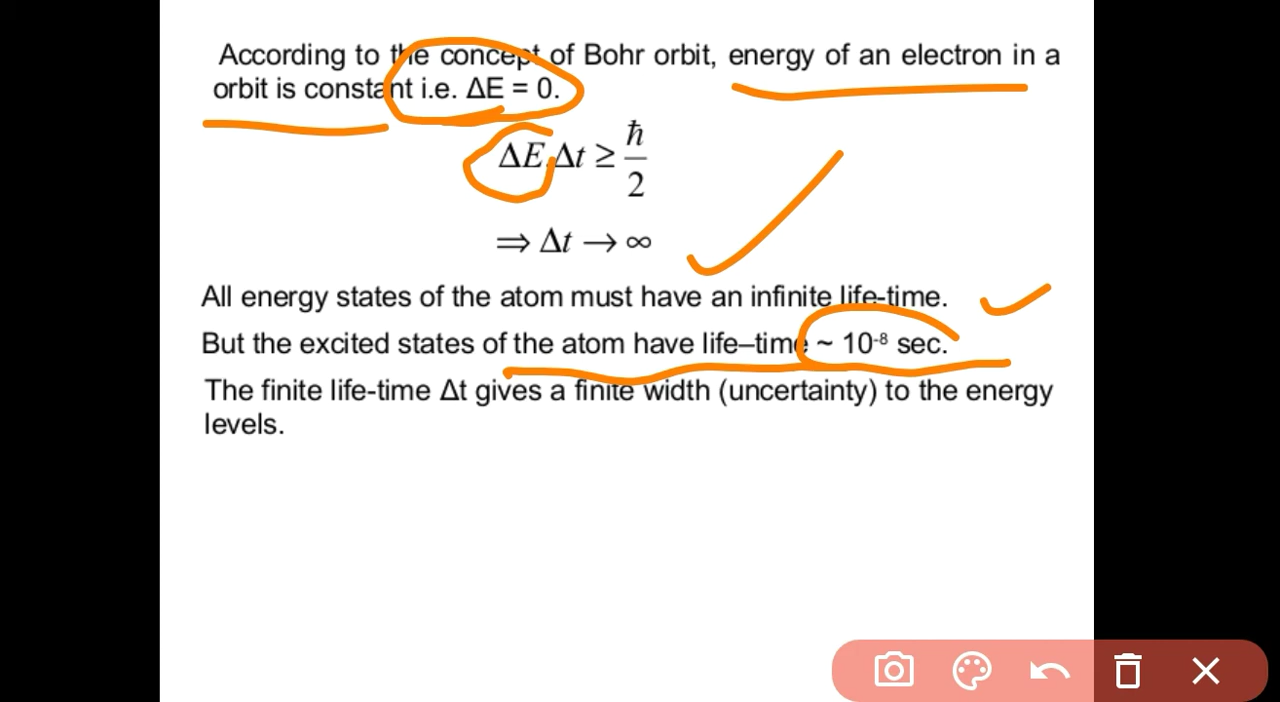 According to the concept of Bohr orbit, energy of an electron in a
orbit is constant i.e. ΔE = 0.
ΔE.Δt ≥ ħ/2
⇒ Δt → ∞
All energy states of the atom must have an infinite life-time.
But the excited states of the atom have life–time ~ 10⁻⁸ sec.
The finite life-time Δt gives a finite width (uncertainty) to the energy
levels.